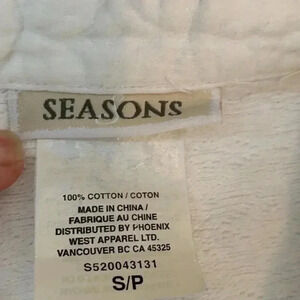 SEASONS
100% COTTON / COTON
MADE IN CHINA /
FABRIQUE AU CHINE
DISTRIBUTED BY PHOENIX
WEST APPAREL LTD.
VANCOUVER BC CA 45325
S520043131
S/P